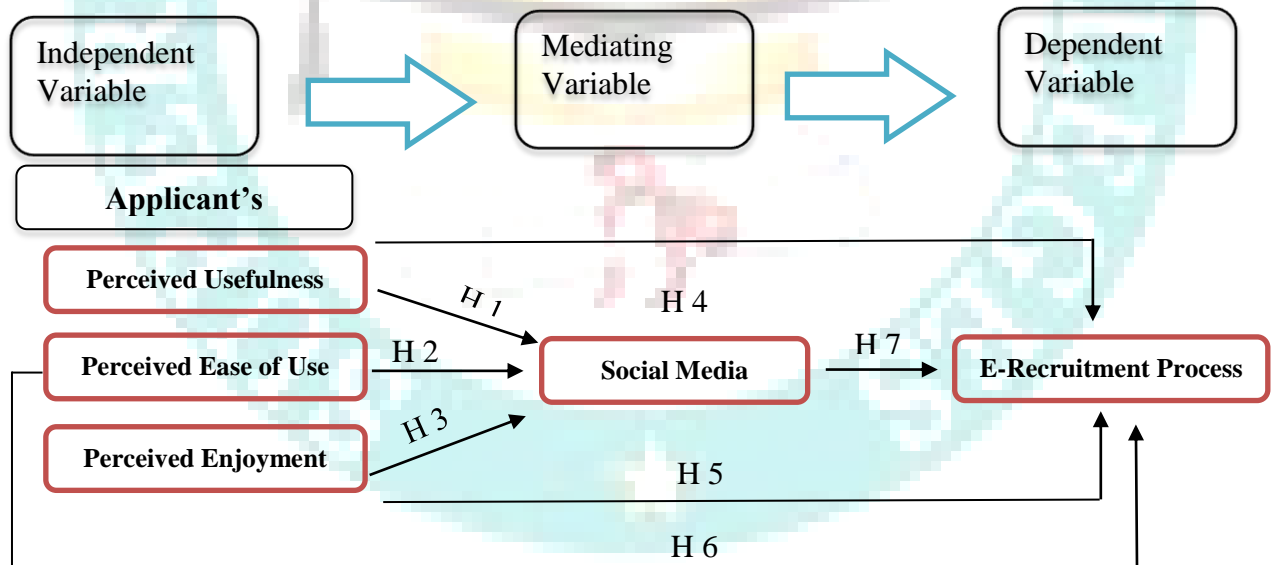 Independent
Variable
Mediating
Variable
Dependent
Variable
Applicant's
Perceived Usefulness
H 1
H 4
Perceived Ease of Use
H 2
Social Media
H 7
E-Recruitment Process
H 3
Perceived Enjoyment
H 5
H 6